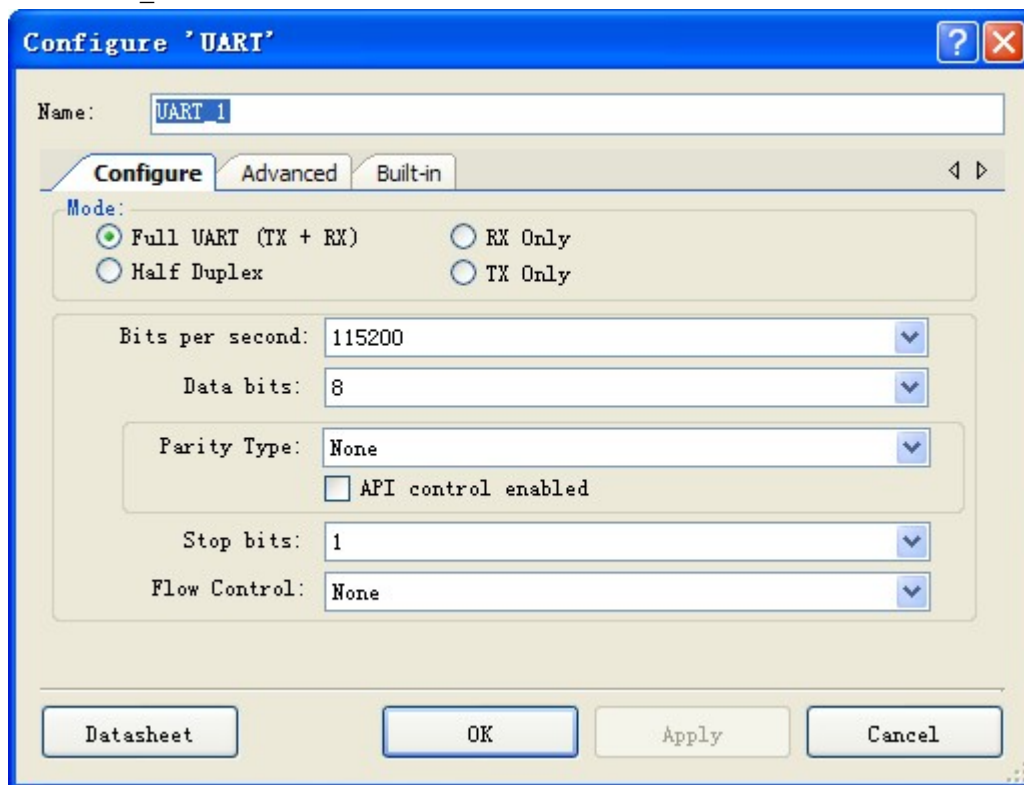 Configure 'UART'
Name: UART_1
Configure Advanced Built-in
Mode:
Full UART (TX + RX) RX Only
Half Duplex TX Only
Bits per second: 115200
Data bits: 8
Parity Type: None
API control enabled
Stop bits: 1
Flow Control: None
Datasheet OK Apply Cancel